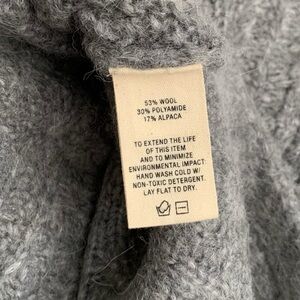 53% WOOL
30% POLYAMIDE
17% ALPACA
TO EXTEND THE LIFE
OF THIS ITEM
AND TO MINIMIZE
ENVIRONMENTAL IMPACT:
HAND WASH COLD W/
NON-TOXIC DETERGENT.
LAY FLAT TO DRY.